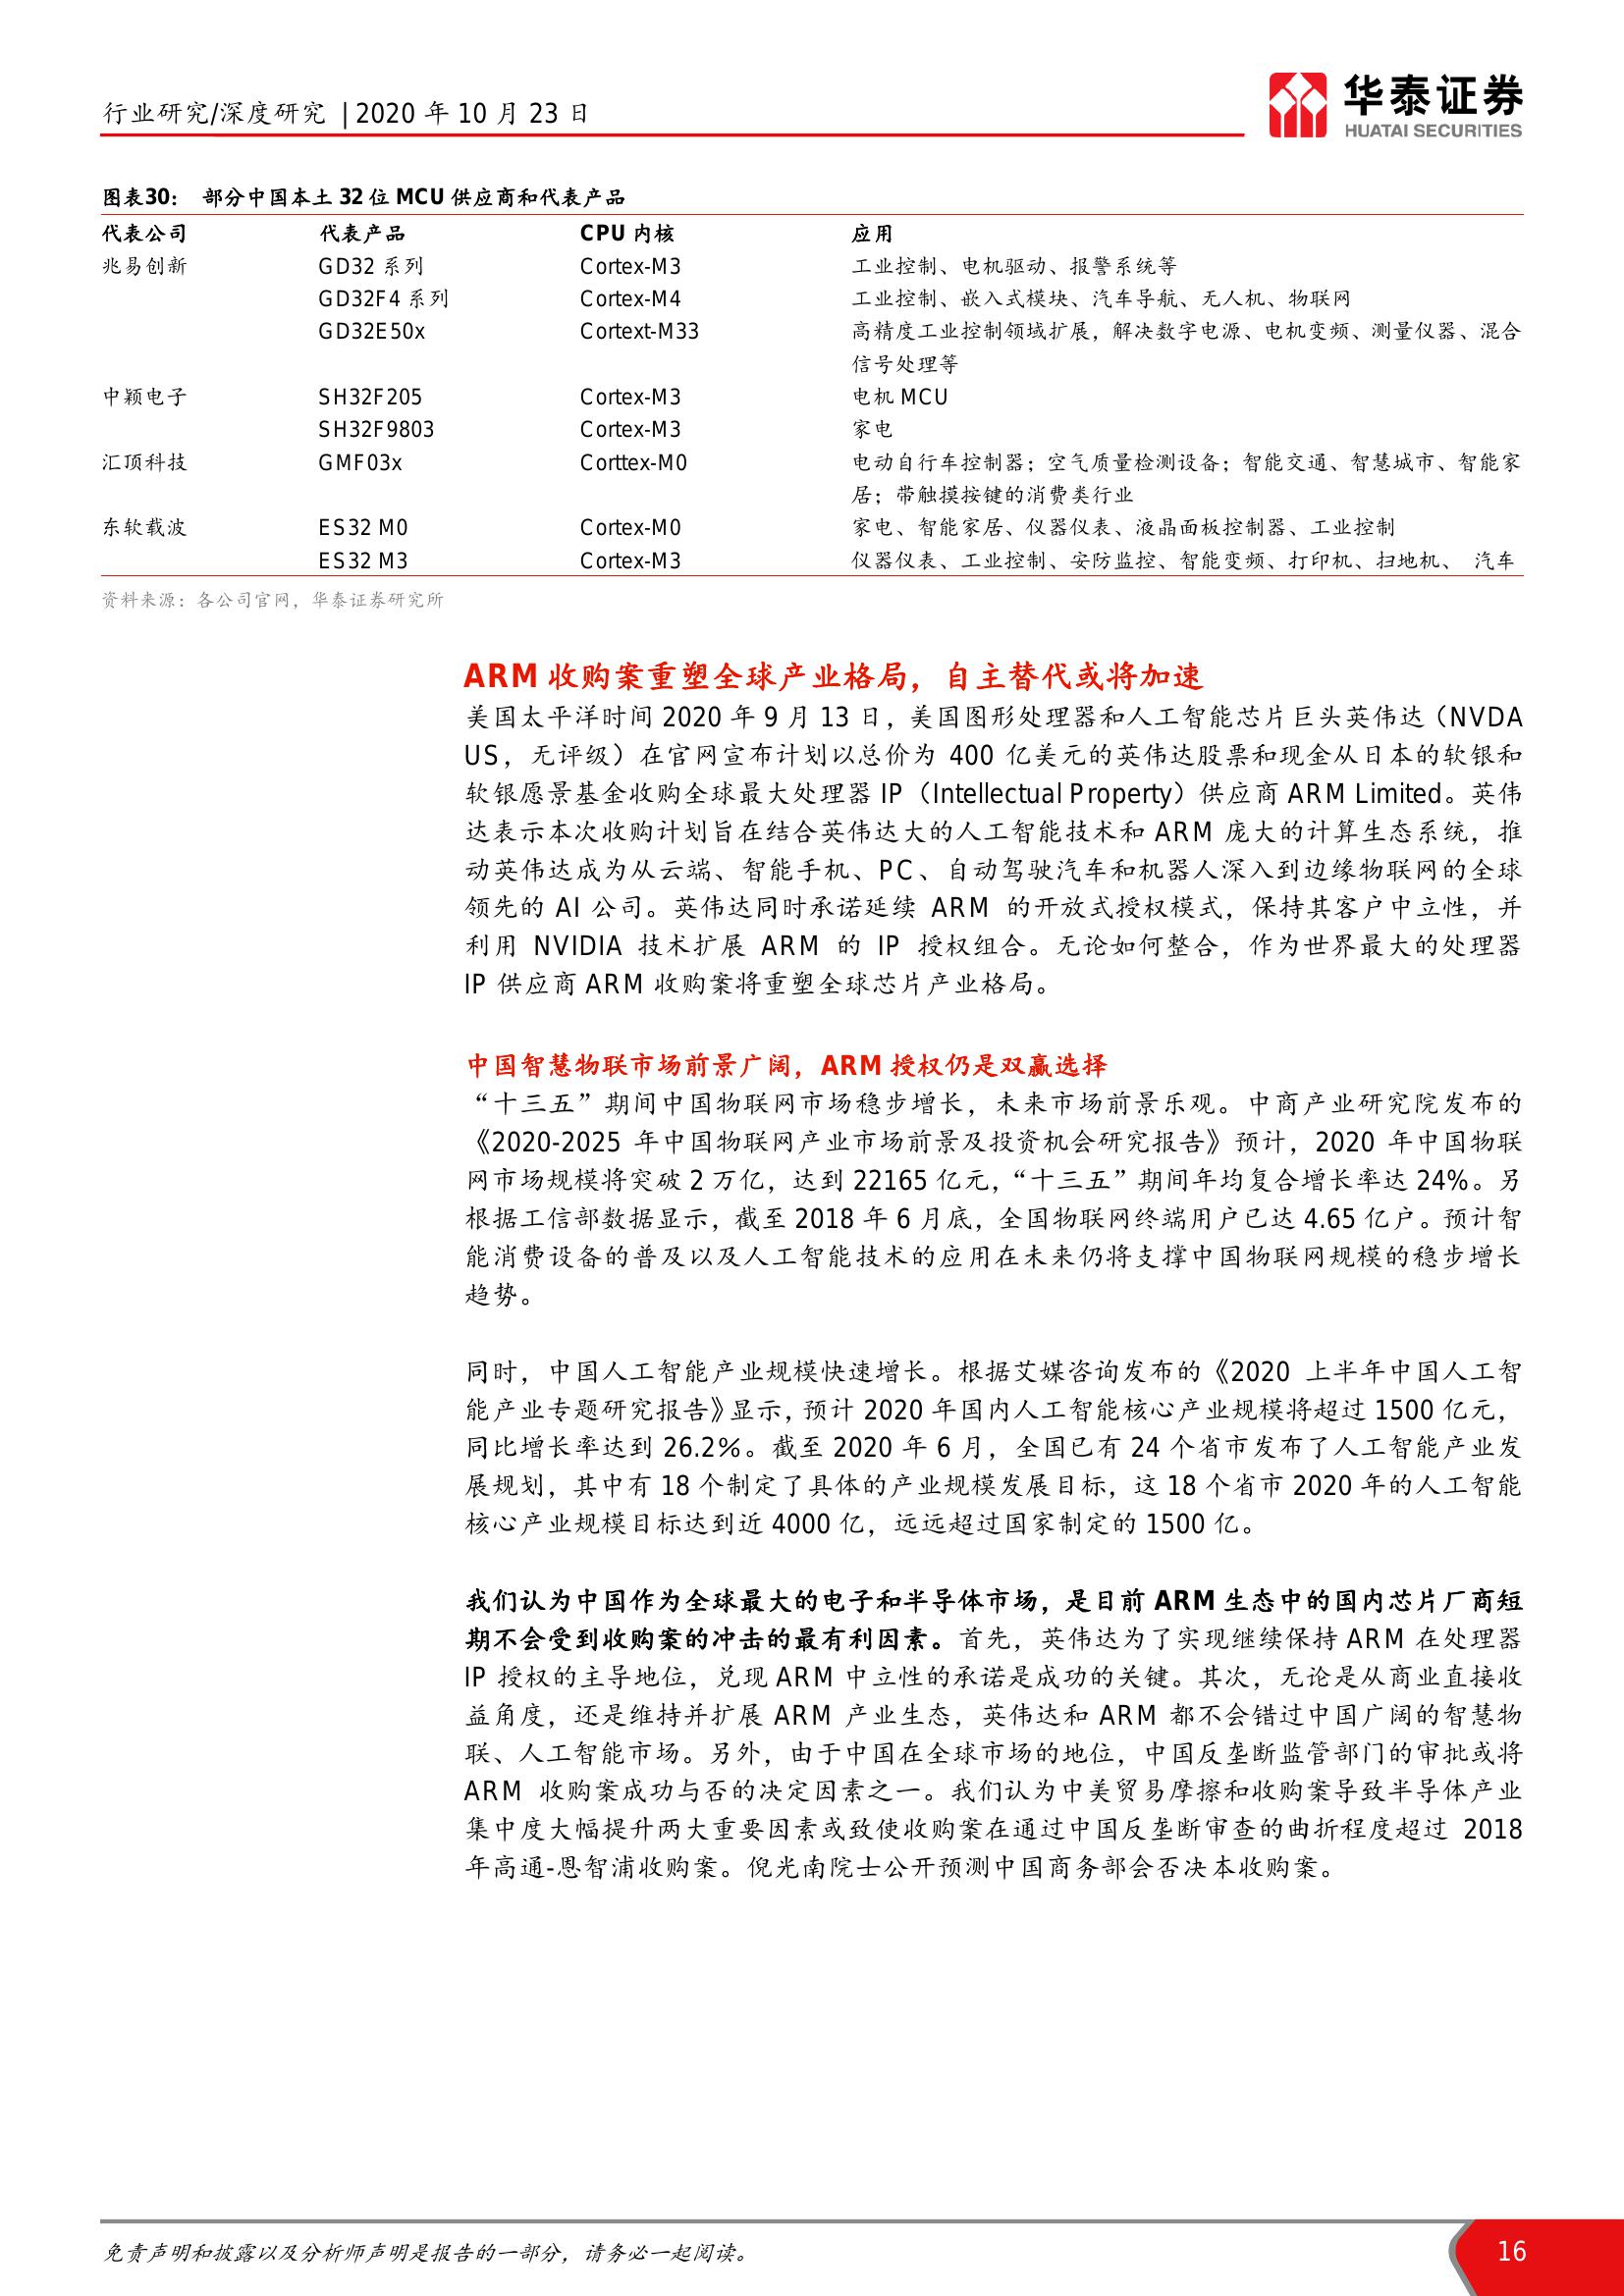 行业研究/深度研究 | 2020 年 10 月 23 日
华泰证券
HUATAI SECURITIES
图表30： 部分中国本土 32 位 MCU 供应商和代表产品
代表公司 代表产品 CPU 内核 应用
兆易创新 GD32 系列 Cortex-M3 工业控制、电机驱动、报警系统等
GD32F4 系列 Cortex-M4 工业控制、嵌入式模块、汽车导航、无人机、物联网
GD32E50x Cortext-M33 高精度工业控制领域扩展，解决数字电源、电机变频、测量仪器、混合
信号处理等
中颖电子 SH32F205 Cortex-M3 电机 MCU
SH32F9803 Cortex-M3 家电
汇顶科技 GMF03x Corttex-M0 电动自行车控制器；空气质量检测设备；智能交通、智慧城市、智能家
居；带触摸按键的消费类行业
东软载波 ES32 M0 Cortex-M0 家电、智能家居、仪器仪表、液晶面板控制器、工业控制
ES32 M3 Cortex-M3 仪器仪表、工业控制、安防监控、智能变频、打印机、扫地机、 汽车
资料来源：各公司官网，华泰证券研究所
ARM 收购案重塑全球产业格局，自主替代或将加速
美国太平洋时间 2020 年 9 月 13 日，美国图形处理器和人工智能芯片巨头英伟达（NVDA
US，无评级）在官网宣布计划以总价为 400 亿美元的英伟达股票和现金从日本的软银和
软银愿景基金收购全球最大处理器 IP（Intellectual Property）供应商 ARM Limited。英伟
达表示本次收购计划旨在结合英伟达大的人工智能技术和 ARM 庞大的计算生态系统，推
动英伟达成为从云端、智能手机、PC、自动驾驶汽车和机器人深入到边缘物联网的全球
领先的 AI 公司。英伟达同时承诺延续 ARM 的开放式授权模式，保持其客户中立性，并
利用 NVIDIA 技术扩展 ARM 的 IP 授权组合。无论如何整合，作为世界最大的处理器
IP 供应商 ARM 收购案将重塑全球芯片产业格局。
中国智慧物联市场前景广阔，ARM 授权仍是双赢选择
“十三五”期间中国物联网市场稳步增长，未来市场前景乐观。中商产业研究院发布的
《2020-2025 年中国物联网产业市场前景及投资机会研究报告》预计，2020 年中国物联
网市场规模将突破 2 万亿，达到 22165 亿元，“十三五”期间年均复合增长率达 24%。另
根据工信部数据显示，截至 2018 年 6 月底，全国物联网终端用户已达 4.65 亿户。预计智
能消费设备的普及以及人工智能技术的应用在未来仍将支撑中国物联网规模的稳步增长
趋势。
同时，中国人工智能产业规模快速增长。根据艾媒咨询发布的《2020 上半年中国人工智
能产业专题研究报告》显示，预计 2020 年国内人工智能核心产业规模将超过 1500 亿元，
同比增长率达到 26.2%。截至 2020 年 6 月，全国已有 24 个省市发布了人工智能产业发
展规划，其中有 18 个制定了具体的产业规模发展目标，这 18 个省市 2020 年的人工智能
核心产业规模目标达到近 4000 亿，远远超过国家制定的 1500 亿。
我们认为中国作为全球最大的电子和半导体市场，是目前 ARM 生态中的国内芯片厂商短
期不会受到收购案的冲击的最有利因素。首先，英伟达为了实现继续保持 ARM 在处理器
IP 授权的主导地位，兑现 ARM 中立性的承诺是成功的关键。其次，无论是从商业直接收
益角度，还是维持并扩展 ARM 产业生态，英伟达和 ARM 都不会错过中国广阔的智慧物
联、人工智能市场。另外，由于中国在全球市场的地位，中国反垄断监管部门的审批或将
ARM 收购案成功与否的决定因素之一。我们认为中美贸易摩擦和收购案导致半导体产业
集中度大幅提升两大重要因素或致使收购案在通过中国反垄断审查的曲折程度超过 2018
年高通-恩智浦收购案。倪光南院士公开预测中国商务部会否决本收购案。
免责声明和披露以及分析师声明是报告的一部分，请务必一起阅读。
16